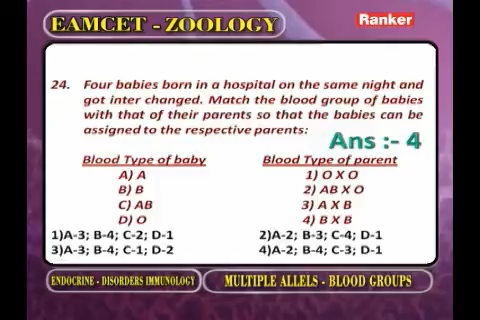 EAMCET - ZOOLOGY
Ranker
24. Four babies born in a hospital on the same night and
got inter changed. Match the blood group of babies
with that of their parents so that the babies can be
assigned to the respective parents:
Ans :- 4
Blood Type of baby Blood Type of parent
A) A 1) O X O
B) B 2) AB X O
C) AB 3) A X B
D) O 4) B X B
1)A-3; B-4; C-2; D-1 2)A-2; B-3; C-4; D-1
3)A-3; B-4; C-1; D-2 4)A-2; B-4; C-3; D-1
ENDOCRINE - DISORDERS IMMUNOLOGY MULTIPLE ALLELS - BLOOD GROUPS